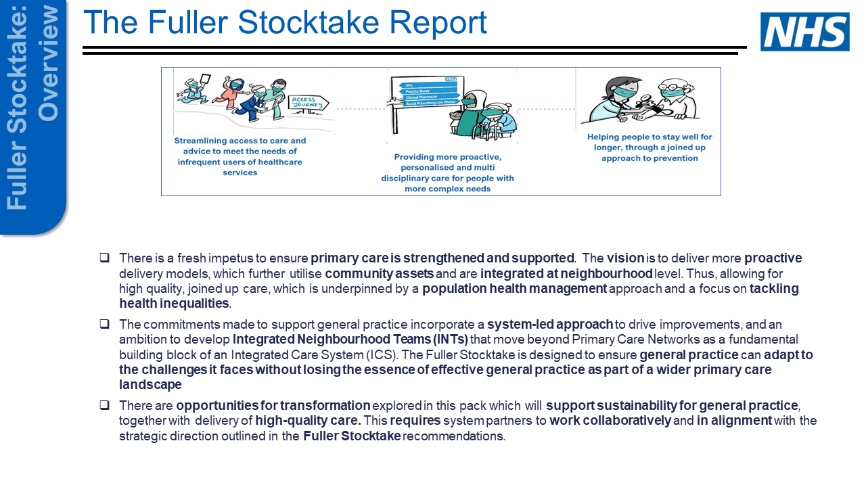 Fuller Stocktake:
Overview
The Fuller Stocktake Report
NHS
ACCESS
JOURNEY
Streamlining access to care and
advice to meet the needs of
infrequent users of healthcare
services
GPs
Practice Nurse
Clinical Pharmacist
Social Prescribing Link Worker
Providing more proactive,
personalised and multi
disciplinary care for people with
more complex needs
Helping people to stay well for
longer, through a joined up
approach to prevention
❑ There is a fresh impetus to ensure primary care is strengthened and supported. The vision is to deliver more proactive
delivery models, which further utilise community assets and are integrated at neighbourhood level. Thus, allowing for
high quality, joined up care, which is underpinned by a population health management approach and a focus on tackling
health inequalities.
❑ The commitments made to support general practice incorporate a system-led approach to drive improvements, and an
ambition to develop Integrated Neighbourhood Teams (INTs) that move beyond Primary Care Networks as a fundamental
building block of an Integrated Care System (ICS). The Fuller Stocktake is designed to ensure general practice can adapt to
the challenges it faces without losing the essence of effective general practice as part of a wider primary care
landscape
❑ There are opportunities for transformation explored in this pack which will support sustainability for general practice,
together with delivery of high-quality care. This requires system partners to work collaboratively and in alignment with the
strategic direction outlined in the Fuller Stocktake recommendations.